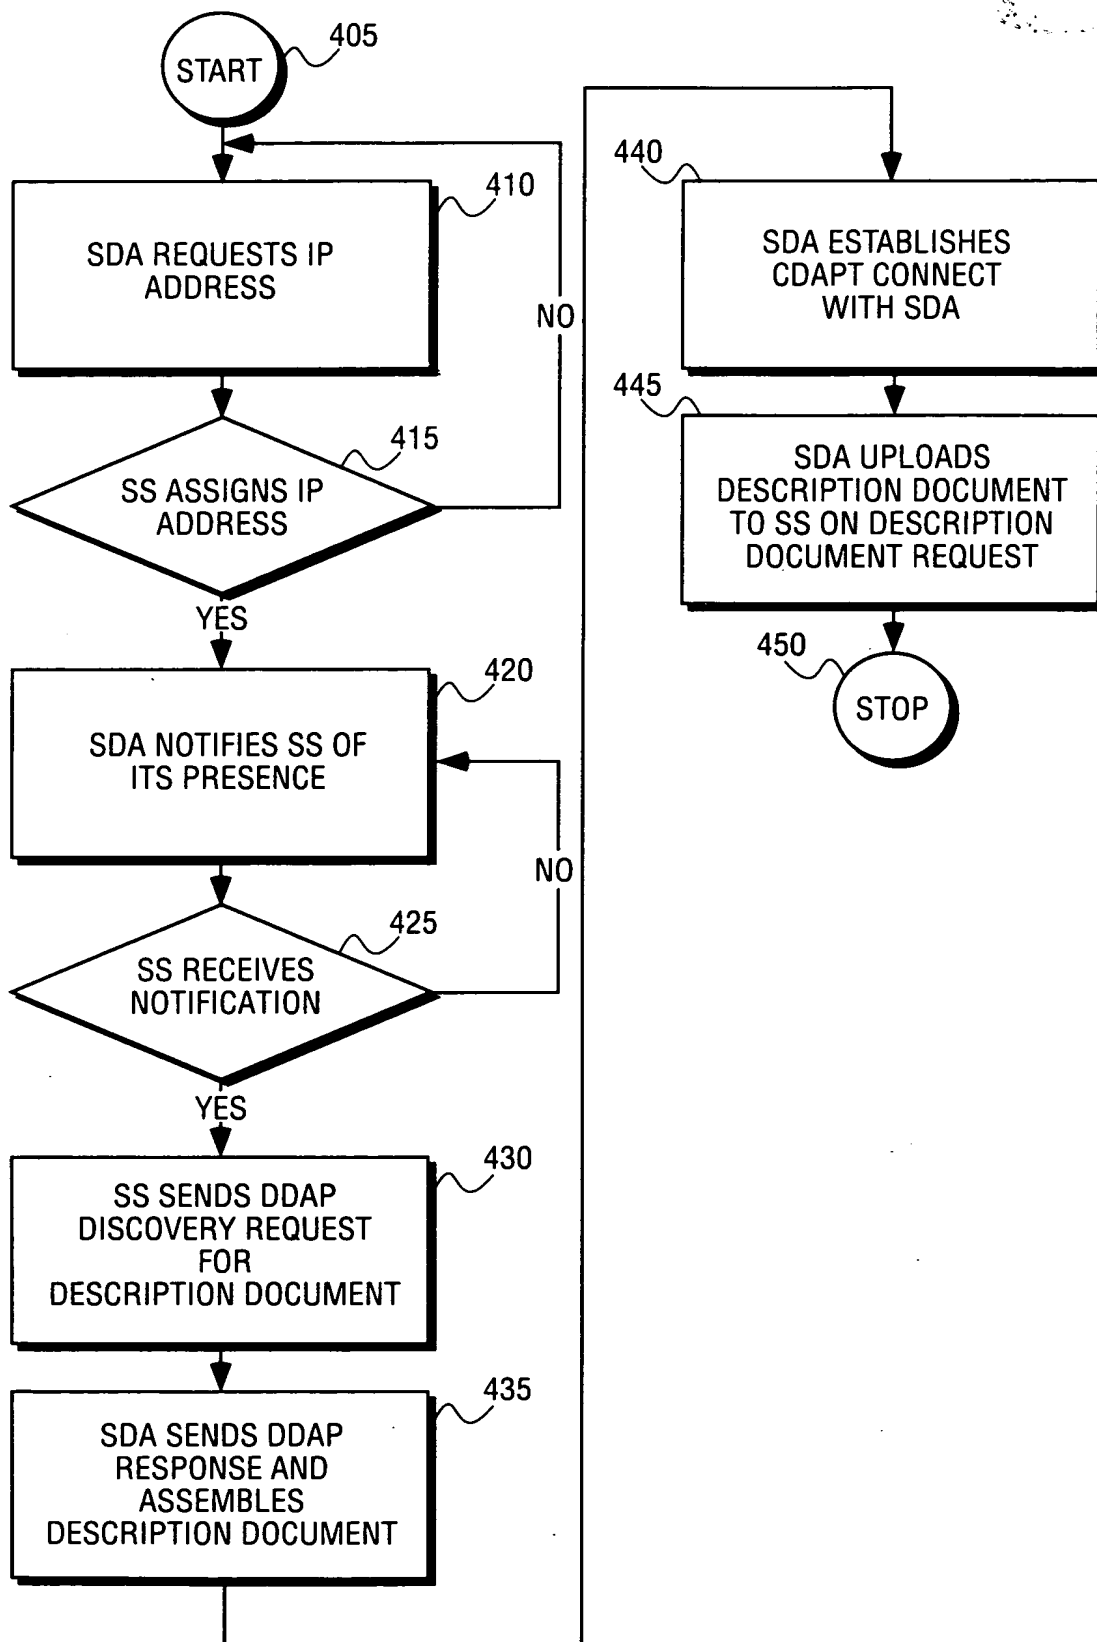 START
405
SDA REQUESTS IP
ADDRESS
410
NO
SS ASSIGNS IP
ADDRESS
415
YES
SDA NOTIFIES SS OF
ITS PRESENCE
420
NO
SS RECEIVES
NOTIFICATION
425
YES
SS SENDS DDAP
DISCOVERY REQUEST
FOR
DESCRIPTION DOCUMENT
430
SDA SENDS DDAP
RESPONSE AND
ASSEMBLES
DESCRIPTION DOCUMENT
435
440
SDA ESTABLISHES
CDAPT CONNECT
WITH SDA
445
SDA UPLOADS
DESCRIPTION DOCUMENT
TO SS ON DESCRIPTION
DOCUMENT REQUEST
450
STOP